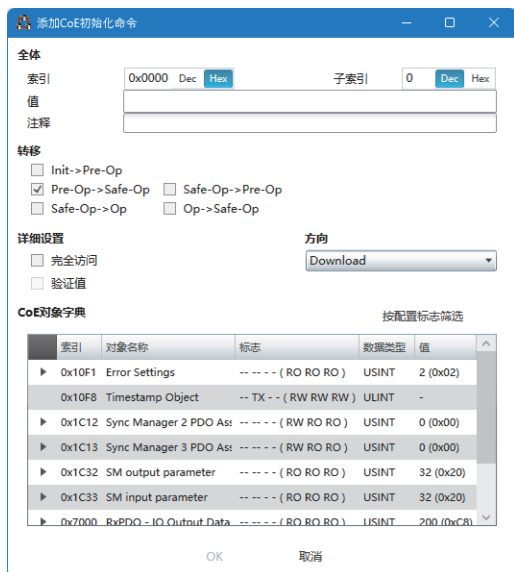 添加CoE初始化命令
全体
索引 0x0000 Dec Hex 子索引 0 Dec Hex
值
注释
转移
Init->Pre-Op
Pre-Op->Safe-Op Safe-Op->Pre-Op
Safe-Op->Op Op->Safe-Op
详细设置 方向
完全访问 Download
验证值
CoE对象字典 按配置标志筛选
索引 对象名称 标志 数据类型 值
0x10F1 Error Settings -- -- - - ( RO RO RO ) USINT 2 (0x02)
0x10F8 Timestamp Object -- TX - - ( RW RW RW ) ULINT -
0x1C12 Sync Manager 2 PDO Ass -- -- - - ( RW RO RO ) USINT 0 (0x00)
0x1C13 Sync Manager 3 PDO Ass -- -- - - ( RW RO RO ) USINT 0 (0x00)
0x1C32 SM output parameter -- -- - - ( RO RO RO ) USINT 32 (0x20)
0x1C33 SM input parameter -- -- - - ( RO RO RO ) USINT 32 (0x20)
0x7000 RxPDO - IO Output Data -- -- - - ( RO RO RO ) USINT 200 (0xC8)
OK 取消